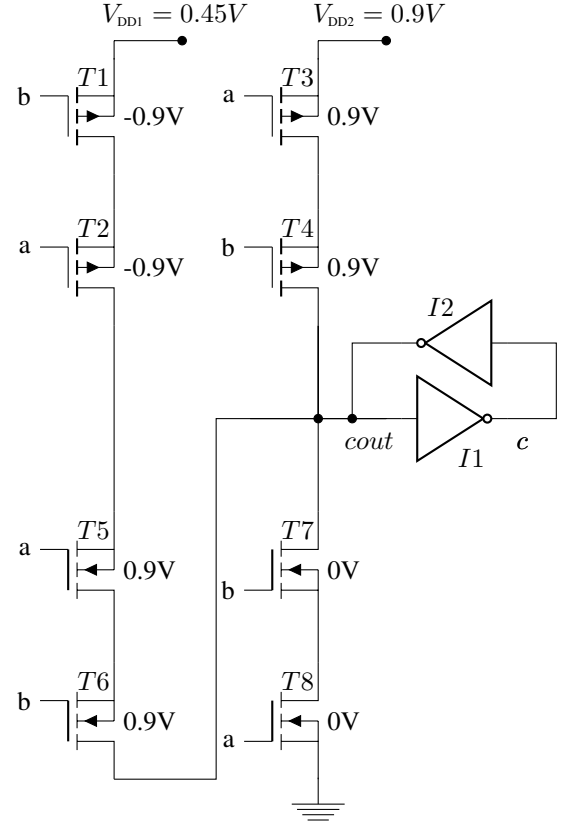 V_DD1 = 0.45V V_DD2 = 0.9V
b T1 -0.9V a T3 0.9V
a T2 -0.9V b T4 0.9V
I2
cout I1 c
a T5 0.9V b T7 0V
b T6 0.9V a T8 0V